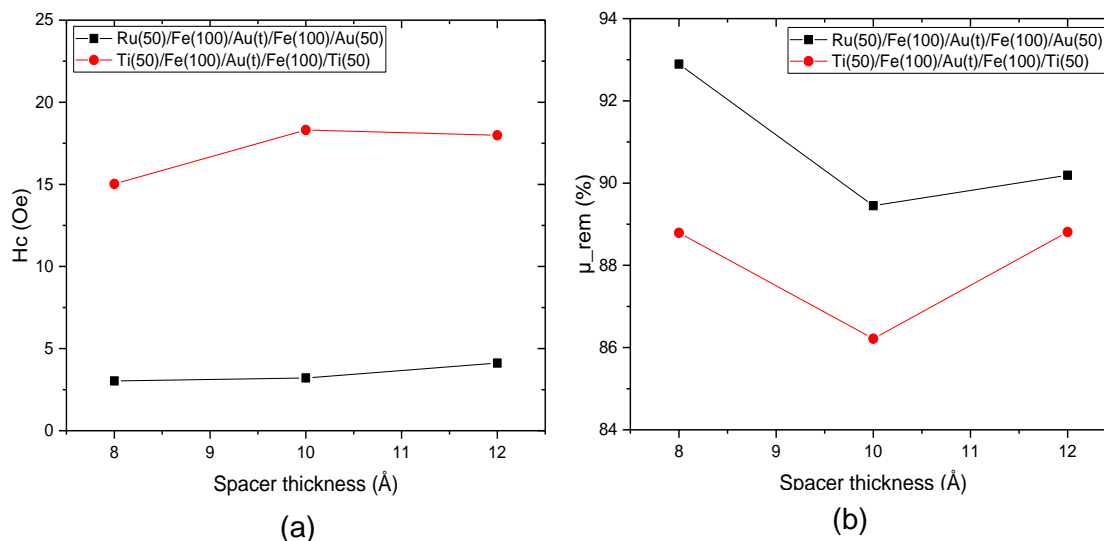 25
20
15
10
5
0
Hc (Oe)
Ru(50)/Fe(100)/Au(t)/Fe(100)/Au(50)
Ti(50)/Fe(100)/Au(t)/Fe(100)/Ti(50)
8 9 10 11 12
Spacer thickness (Å)
(a)
94
92
90
88
86
84
µ_rem (%)
Ru(50)/Fe(100)/Au(t)/Fe(100)/Au(50)
Ti(50)/Fe(100)/Au(t)/Fe(100)/Ti(50)
8 9 10 11 12
Spacer thickness (Å)
(b)